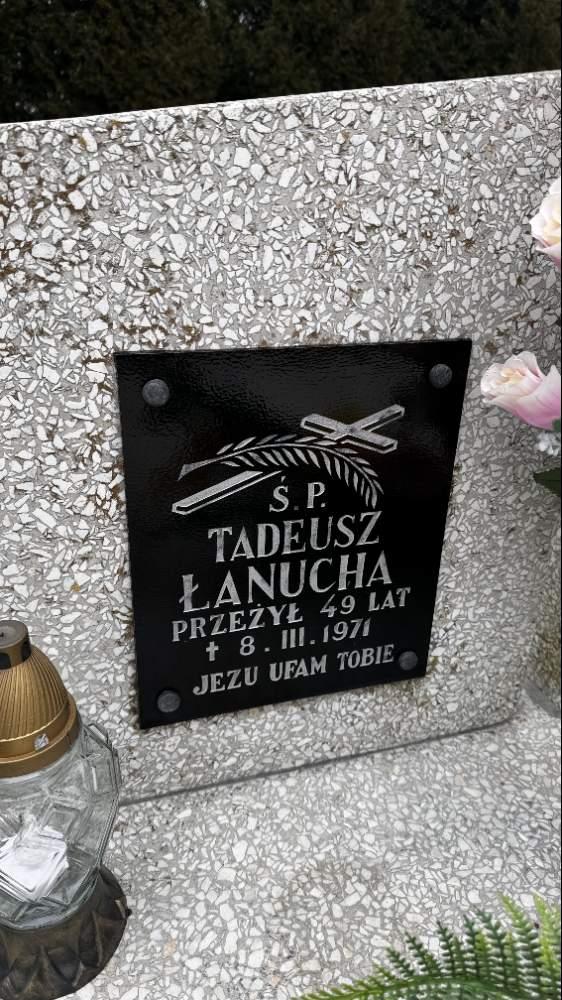 Ś.P.
TADEUSZ
ŁANUCHA
PRZEŻYŁ 49 LAT
† 8.III.1971
JEZU UFAM TOBIE